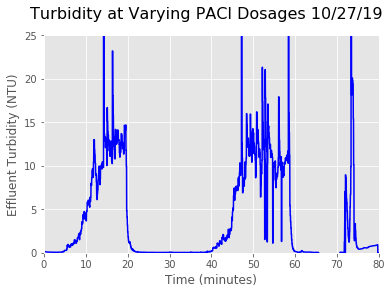 Turbidity at Varying PACl Dosages 10/27/19
Effluent Turbidity (NTU)
25
20
15
10
5
0
0 10 20 30 40 50 60 70 80
Time (minutes)